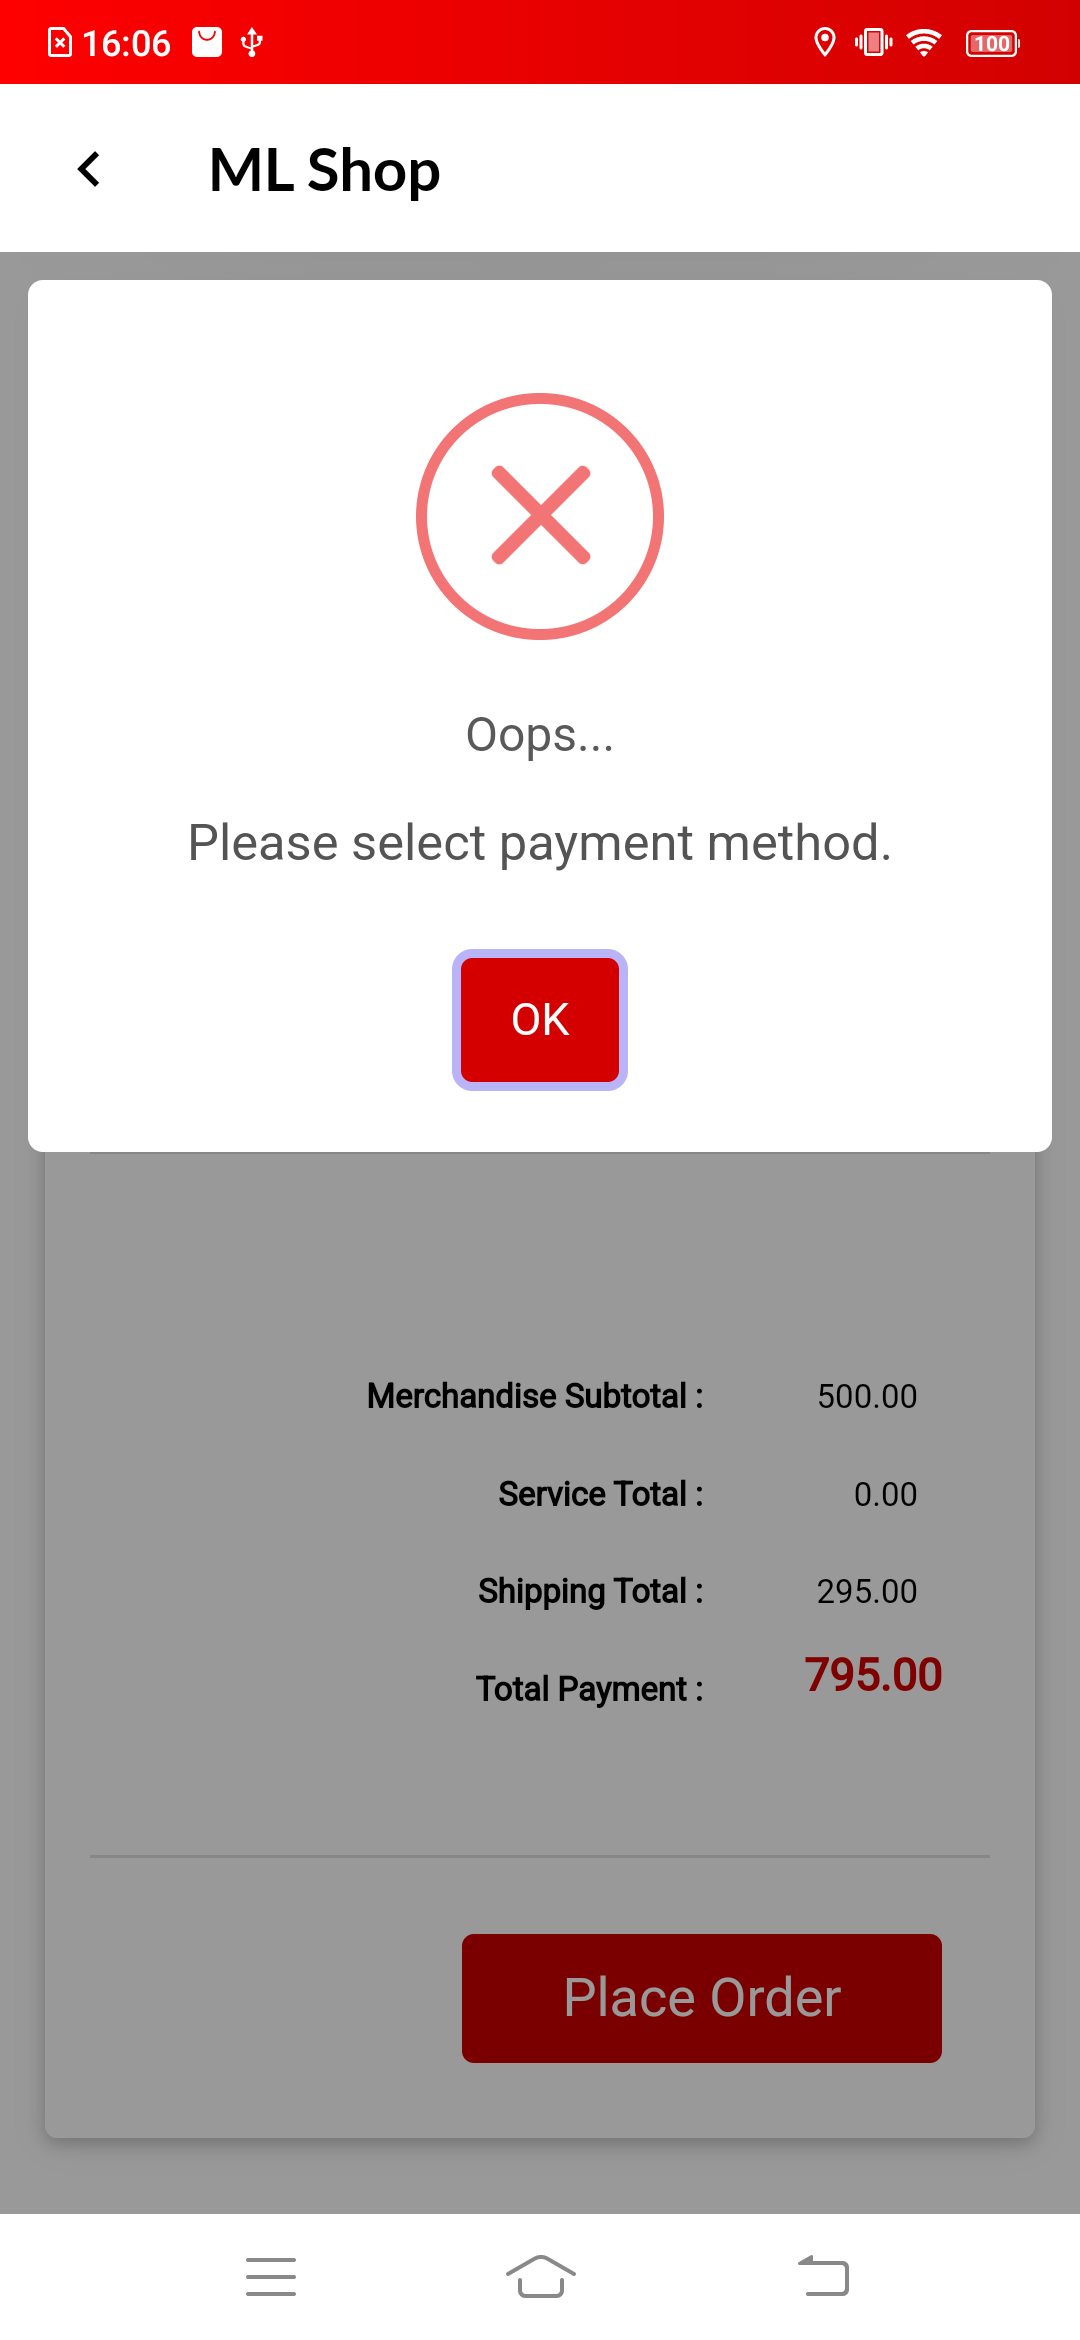 16:06
100
ML Shop
Oops...
Please select payment method.
OK
Merchandise Subtotal : 500.00
Service Total : 0.00
Shipping Total : 295.00
Total Payment : 795.00
Place Order